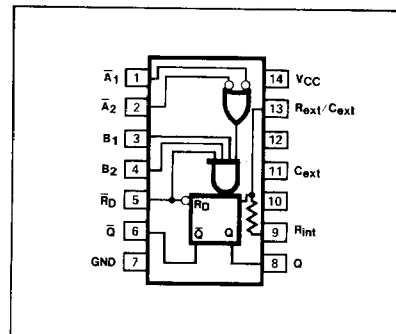 A̅1 1
A̅2 2
B1 3
B2 4
R̅D 5
Q̅ 6
GND 7
14 VCC
13 Rext/Cext
12
11 Cext
10
9 Rint
8 Q
RD
Q̅ Q